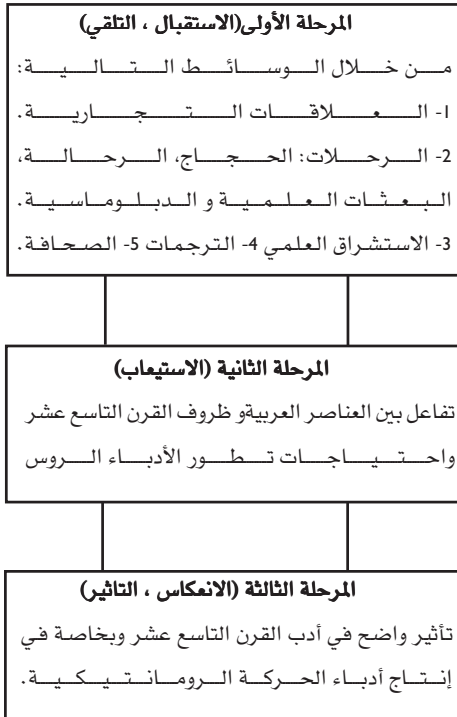 المرحلة الأولى(الاستقبال ، التلقي)
من خلال الوسائط التالية:
1- العلاقات التجارية.
2- الرحلات: الحجاج، الرحالة،
البعثات العلمية و الدبلوماسية.
3- الاستشراق العلمي 4- الترجمات 5- الصحافة.
المرحلة الثانية (الاستيعاب)
تفاعل بين العناصر العربيةو ظروف القرن التاسع عشر
واحتياجات تطور الأدباء الروس
المرحلة الثالثة (الانعكاس ، التاثير)
تأثير واضح في أدب القرن التاسع عشر وبخاصة في
إنتاج أدباء الحركة الرومانتيكية.